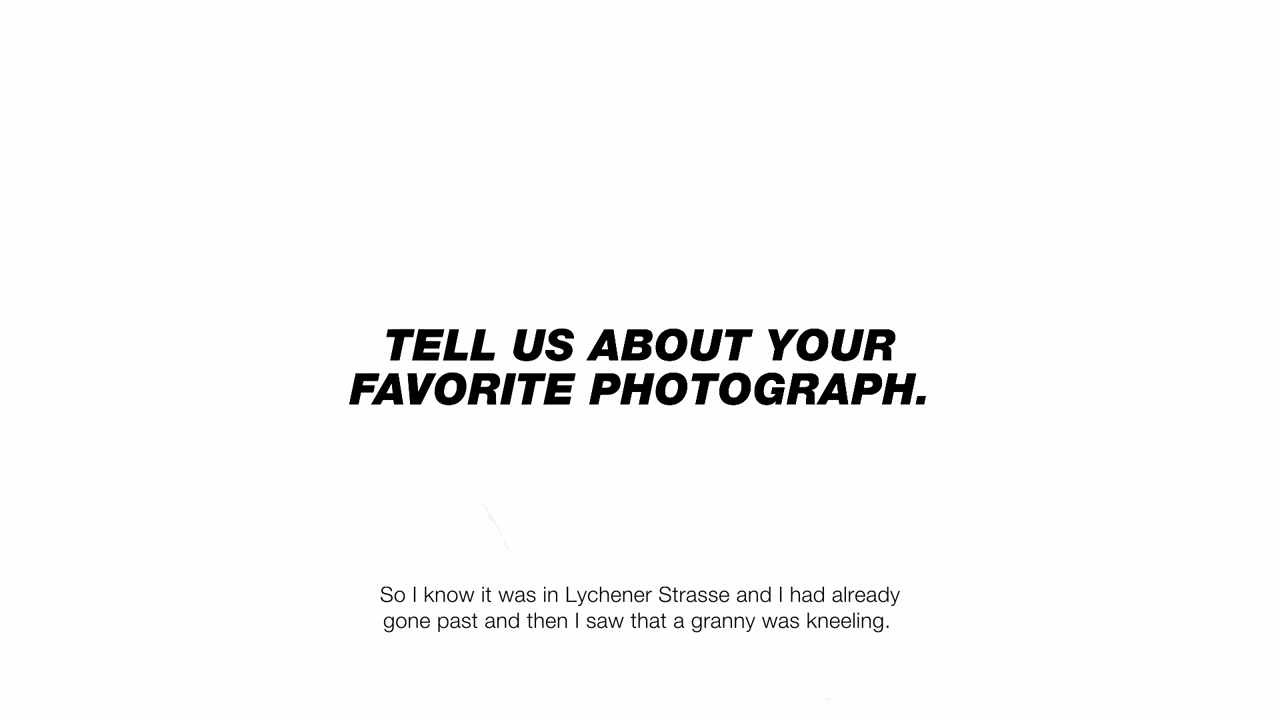 TELL US ABOUT YOUR
FAVORITE PHOTOGRAPH.
So I know it was in Lychener Strasse and I had already
gone past and then I saw that a granny was kneeling.